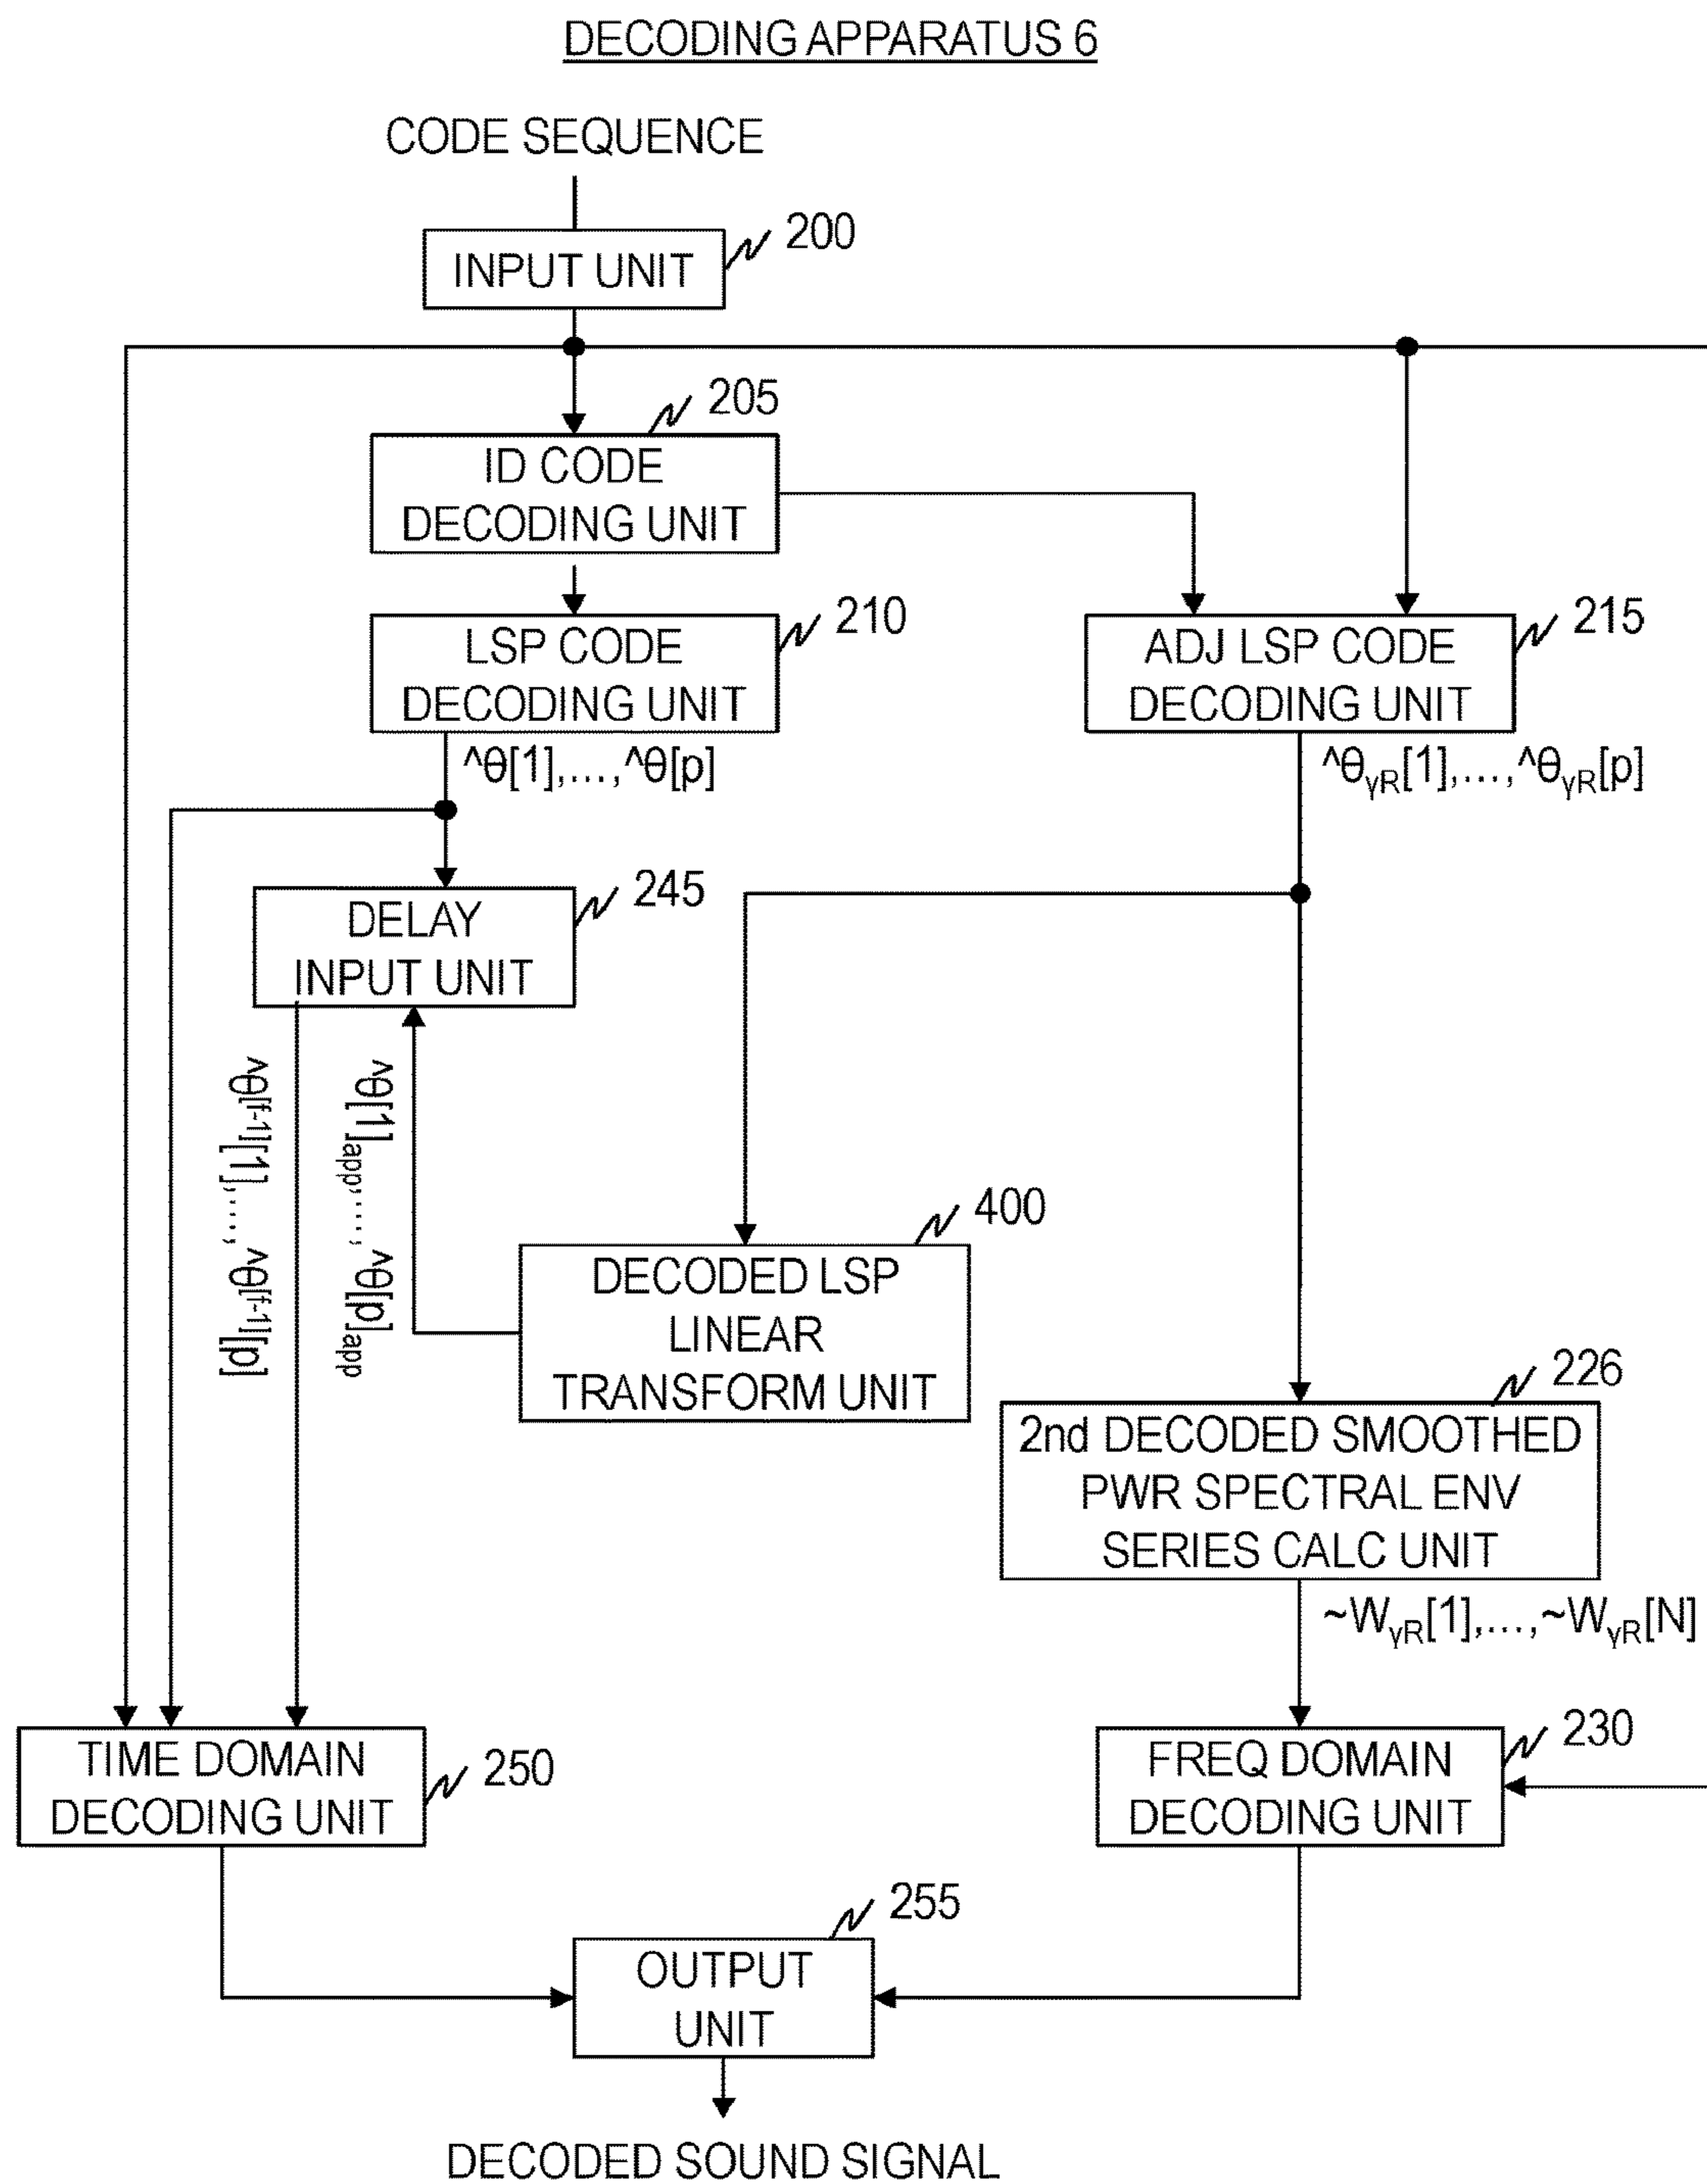 DECODING APPARATUS 6
CODE SEQUENCE
200
INPUT UNIT
205
ID CODE
DECODING UNIT
210
LSP CODE
DECODING UNIT
215
ADJ LSP CODE
DECODING UNIT
^θ[1],...,^θ[p]
^θγR[1],...,^θγR[p]
245
DELAY
INPUT UNIT
^θ[f-1][1],..., ^θ[f-1][p]
^θ[1]app,..., ^θ[p]app
400
DECODED LSP
LINEAR
TRANSFORM UNIT
226
2nd DECODED SMOOTHED
PWR SPECTRAL ENV
SERIES CALC UNIT
~WγR[1],...,~WγR[N]
TIME DOMAIN
DECODING UNIT
250
230
FREQ DOMAIN
DECODING UNIT
255
OUTPUT
UNIT
DECODED SOUND SIGNAL